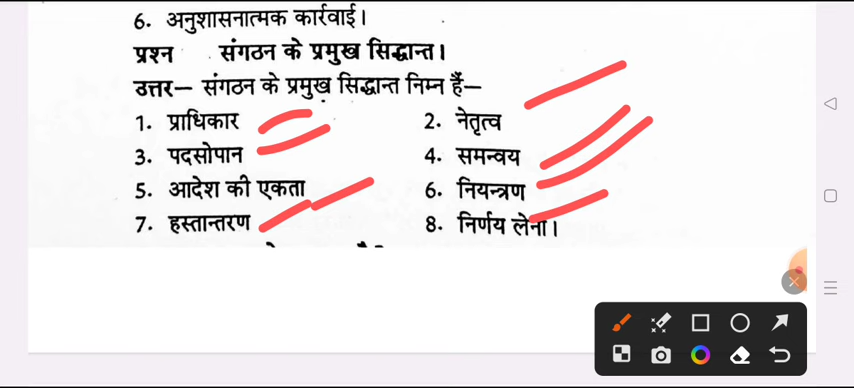 6. अनुशासनात्मक कार्रवाई।
प्रश्न संगठन के प्रमुख सिद्धान्त।
उत्तर— संगठन के प्रमुख सिद्धान्त निम्न हैं—
1. प्राधिकार 2. नेतृत्व
3. पदसोपान 4. समन्वय
5. आदेश की एकता 6. नियन्त्रण
7. हस्तान्तरण 8. निर्णय लेना।